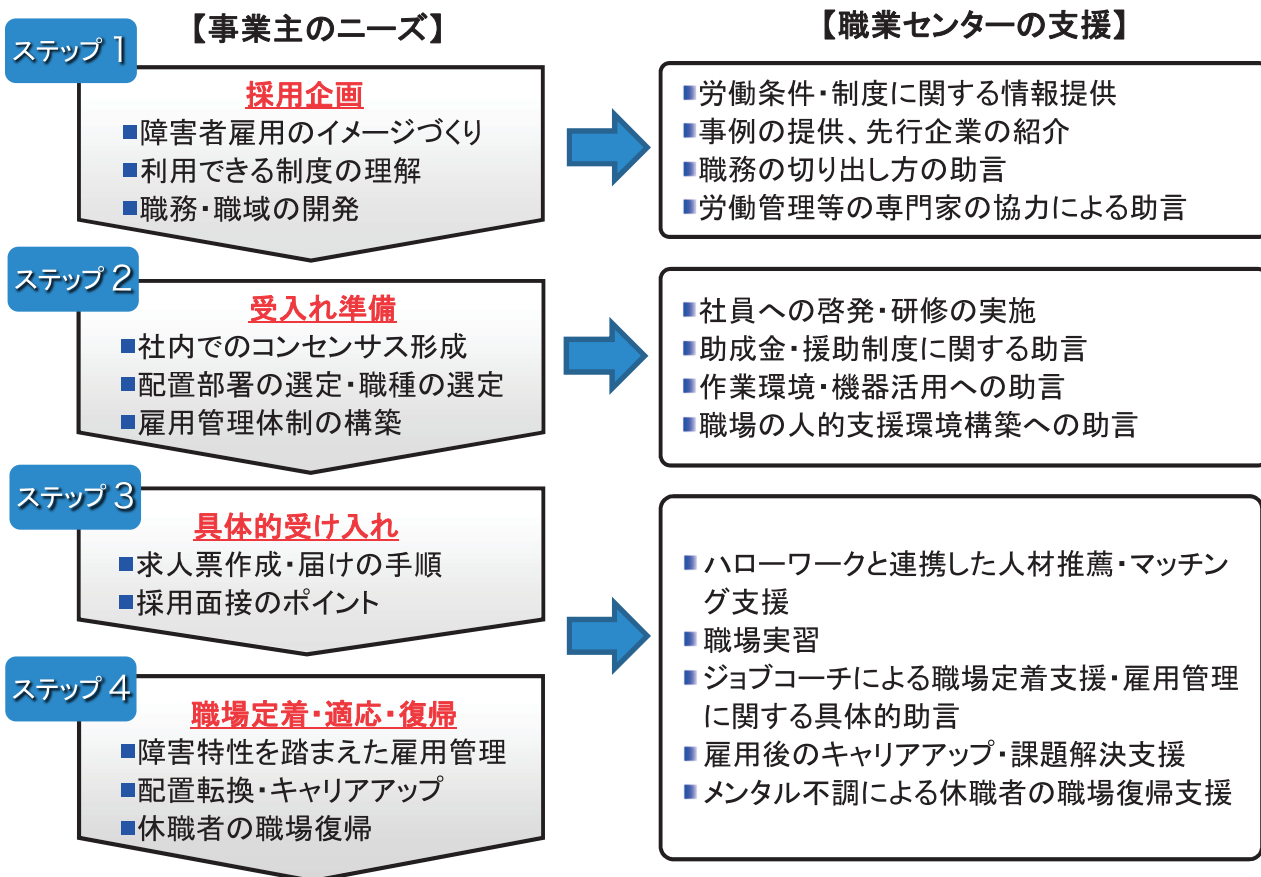 【事業主のニーズ】
【職業センターの支援】
ステップ 1
採用企画
■障害者雇用のイメージづくり
■利用できる制度の理解
■職務・職域の開発
■労働条件・制度に関する情報提供
■事例の提供、先行企業の紹介
■職務の切り出し方の助言
■労働管理等の専門家の協力による助言
ステップ 2
受入れ準備
■社内でのコンセンサス形成
■配置部署の選定・職種の選定
■雇用管理体制の構築
■社員への啓発・研修の実施
■助成金・援助制度に関する助言
■作業環境・機器活用への助言
■職場の人的支援環境構築への助言
ステップ 3
具体的受け入れ
■求人票作成・届けの手順
■採用面接のポイント
ステップ 4
職場定着・適応・復帰
■障害特性を踏まえた雇用管理
■配置転換・キャリアアップ
■休職者の職場復帰
■ハローワークと連携した人材推薦・マッチン
グ支援
■職場実習
■ジョブコーチによる職場定着支援・雇用管理
に関する具体的助言
■雇用後のキャリアアップ・課題解決支援
■メンタル不調による休職者の職場復帰支援